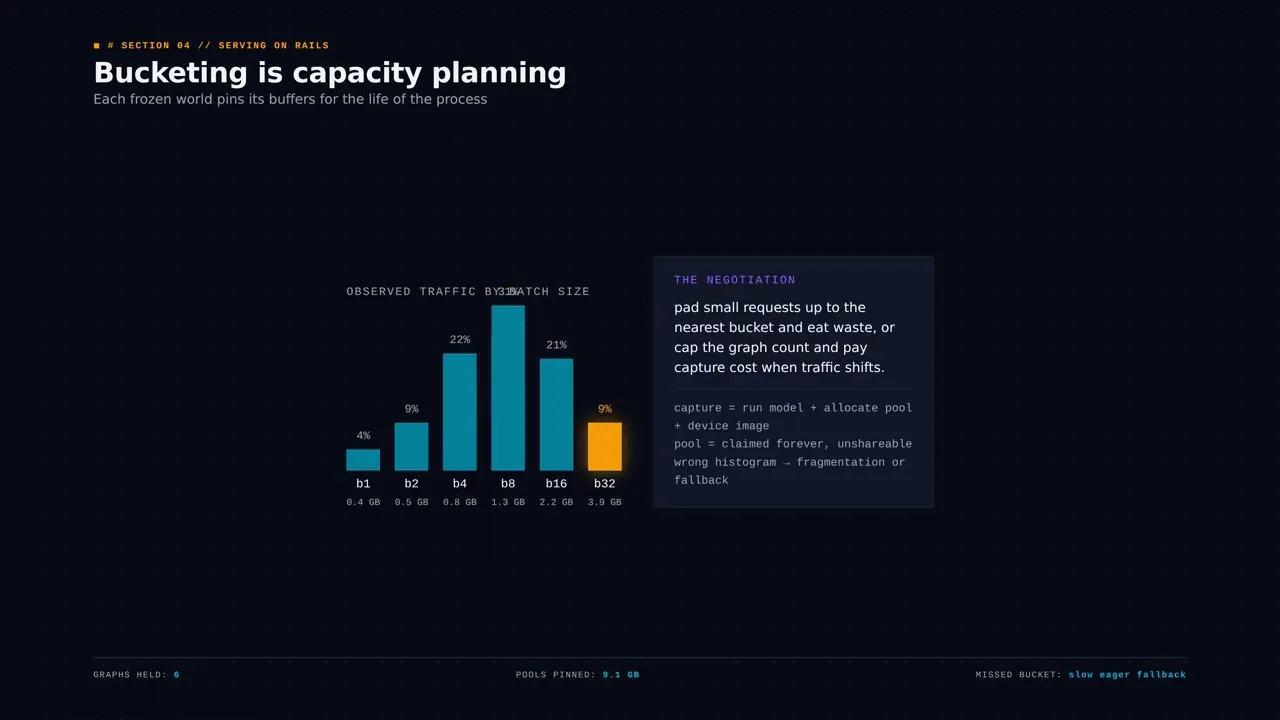 # SECTION 04 // SERVING ON RAILS
Bucketing is capacity planning
Each frozen world pins its buffers for the life of the process
OBSERVED TRAFFIC BY BATCH SIZE
4%
9%
22%
31%
21%
9%
b1
b2
b4
b8
b16
b32
0.4 GB
0.5 GB
0.8 GB
1.3 GB
2.2 GB
3.9 GB
THE NEGOTIATION
pad small requests up to the
nearest bucket and eat waste, or
cap the graph count and pay
capture cost when traffic shifts.
capture = run model + allocate pool
+ device image
pool = claimed forever, unshareable
wrong histogram → fragmentation or
fallback
GRAPHS HELD: 6
POOLS PINNED: 9.1 GB
MISSED BUCKET: slow eager fallback